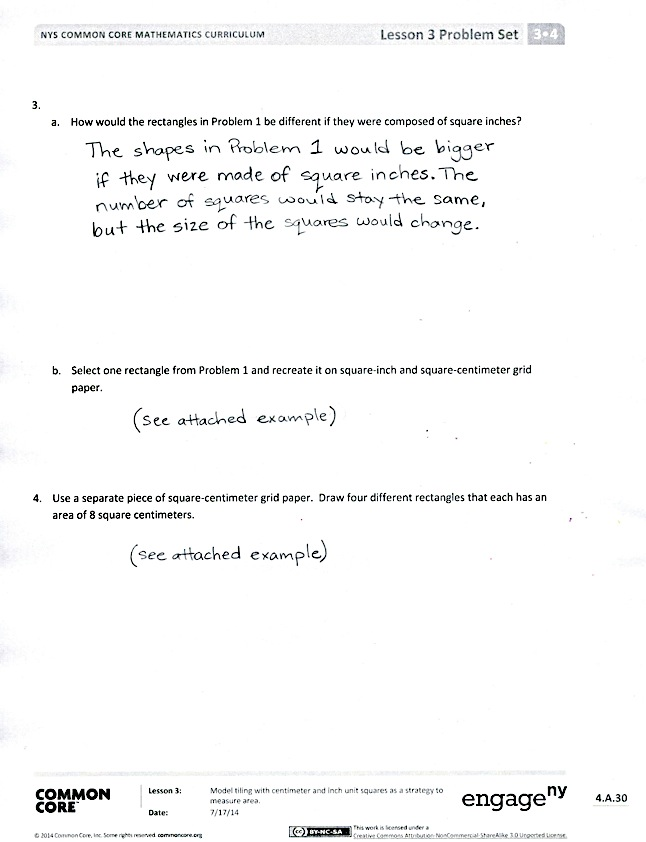 NYS COMMON CORE MATHEMATICS CURRICULUM
Lesson 3 Problem Set 3•4
3.
a. How would the rectangles in Problem 1 be different if they were composed of square inches?
The shapes in Problem 1 would be bigger
if they were made of square inches. The
number of squares would stay the same,
but the size of the squares would change.
b. Select one rectangle from Problem 1 and recreate it on square-inch and square-centimeter grid
paper.
(see attached example)
4. Use a separate piece of square-centimeter grid paper. Draw four different rectangles that each has an
area of 8 square centimeters.
(see attached example)
COMMON
CORE™
Lesson 3: Model tiling with centimeter and inch unit squares as a strategy to
measure area.
Date: 7/17/14
engageny
4.A.30
© 2014 Common Core, Inc. Some rights reserved. commoncore.org
(cc) BY-NC-SA
This work is licensed under a
Creative Commons Attribution-NonCommercial-ShareAlike 3.0 Unported License.